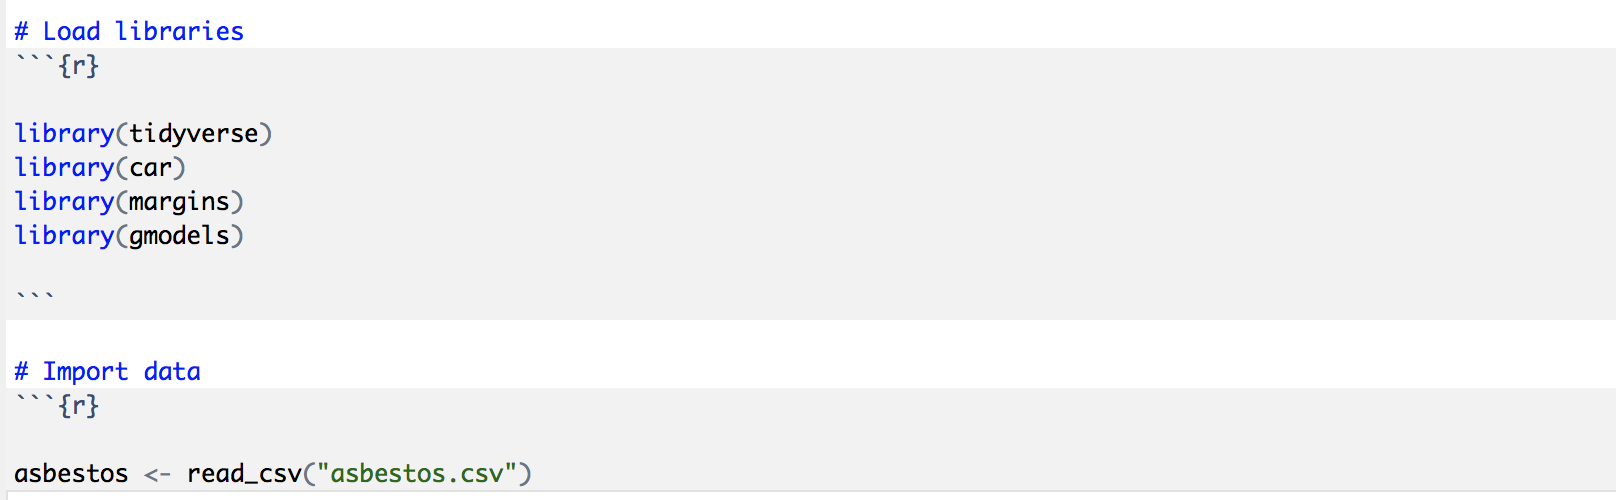 # Load libraries
```{r}
library(tidyverse)
library(car)
library(margins)
library(gmodels)
```
# Import data
```{r}
asbestos <- read_csv("asbestos.csv")